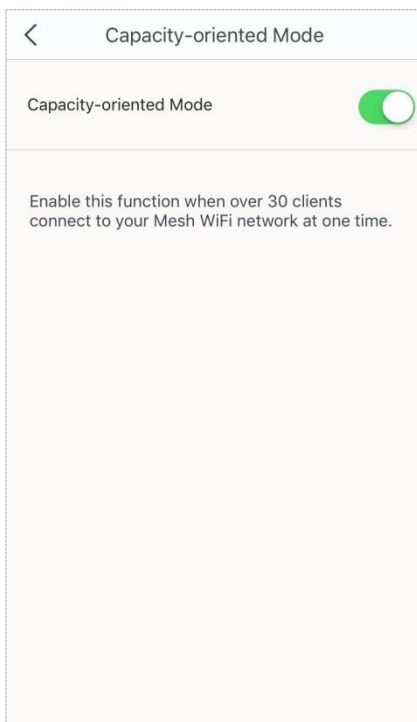 Capacity-oriented Mode
Capacity-oriented Mode
Enable this function when over 30 clients
connect to your Mesh WiFi network at one time.